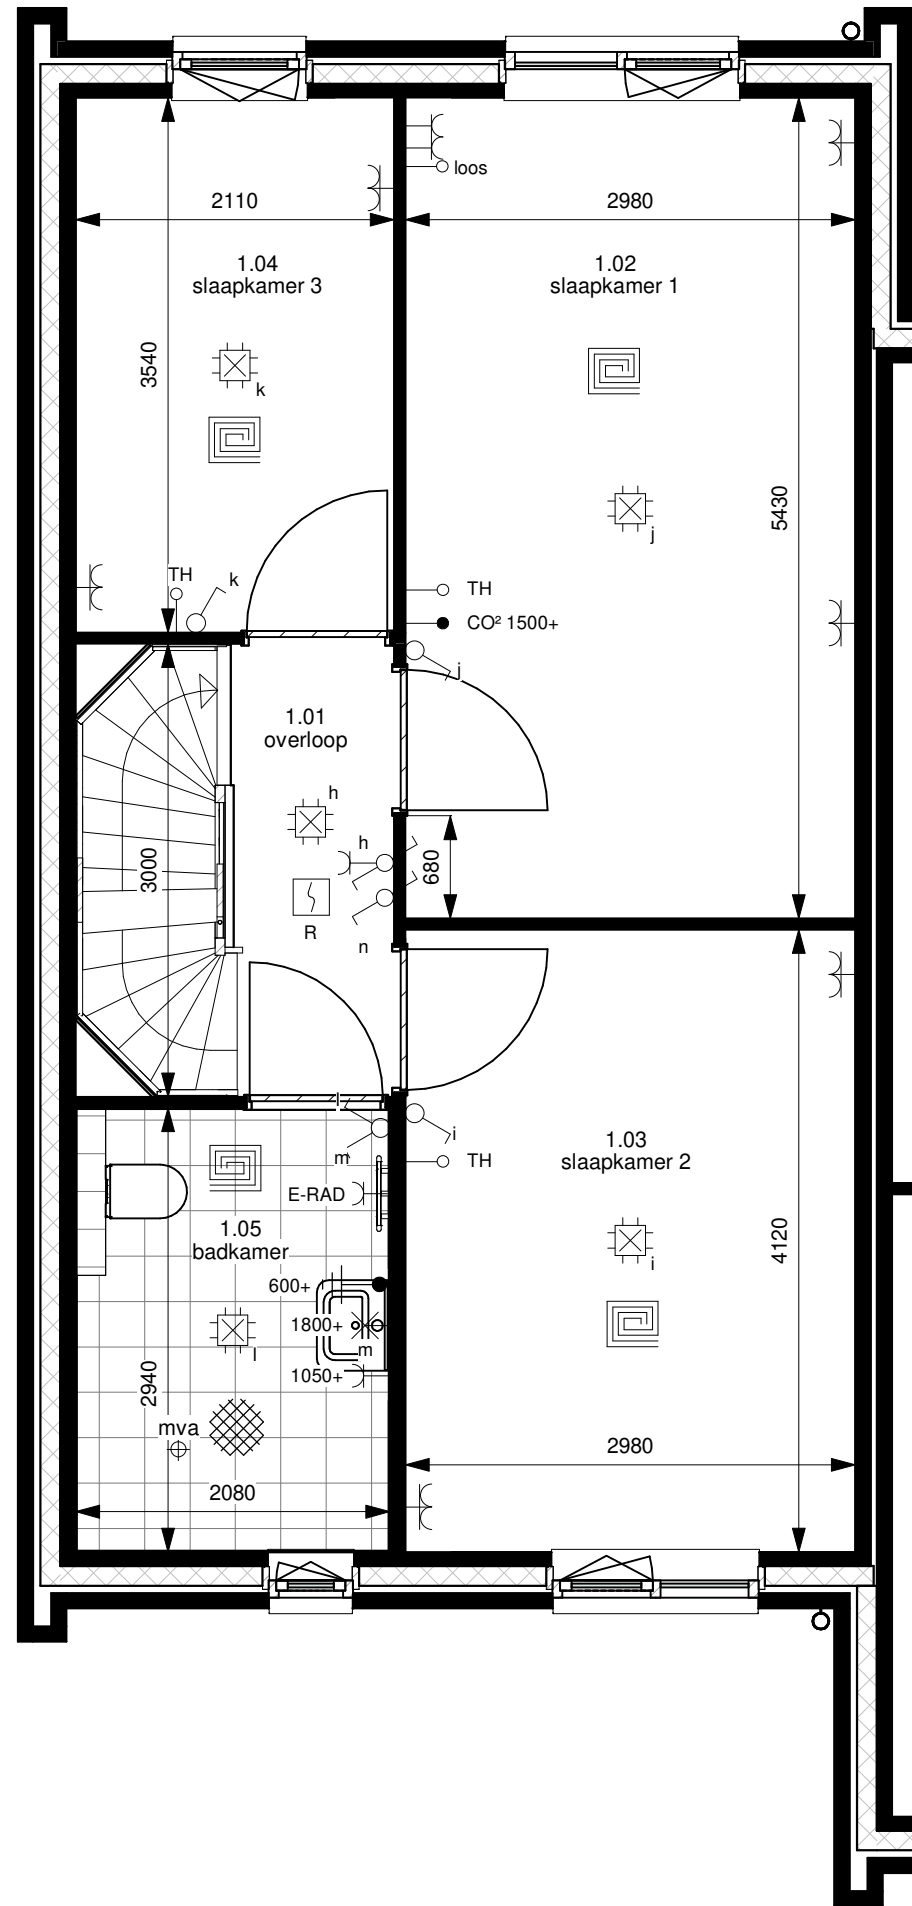 loos
2110
2980
1.04
slaapkamer 3
1.02
slaapkamer 1
3540
k
5430
j
TH
k
TH
CO² 1500+
j
1.01
overloop
h
h
3000
680
R
n
l
m
i
TH
1.03
slaapkamer 2
E-RAD
1.05
badkamer
4120
i
600+
1800+
m
l
1050+
2940
mva
2980
2080